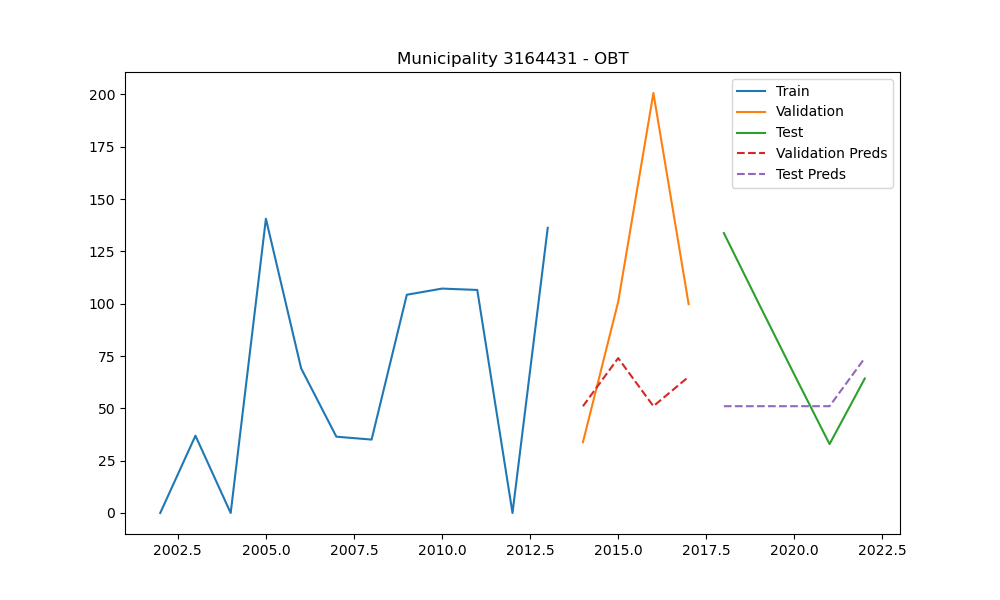 Municipality 3164431 - OBT
Train
Validation
Test
Validation Preds
Test Preds
200
175
150
125
100
75
50
25
0
2002.5 2005.0 2007.5 2010.0 2012.5 2015.0 2017.5 2020.0 2022.5